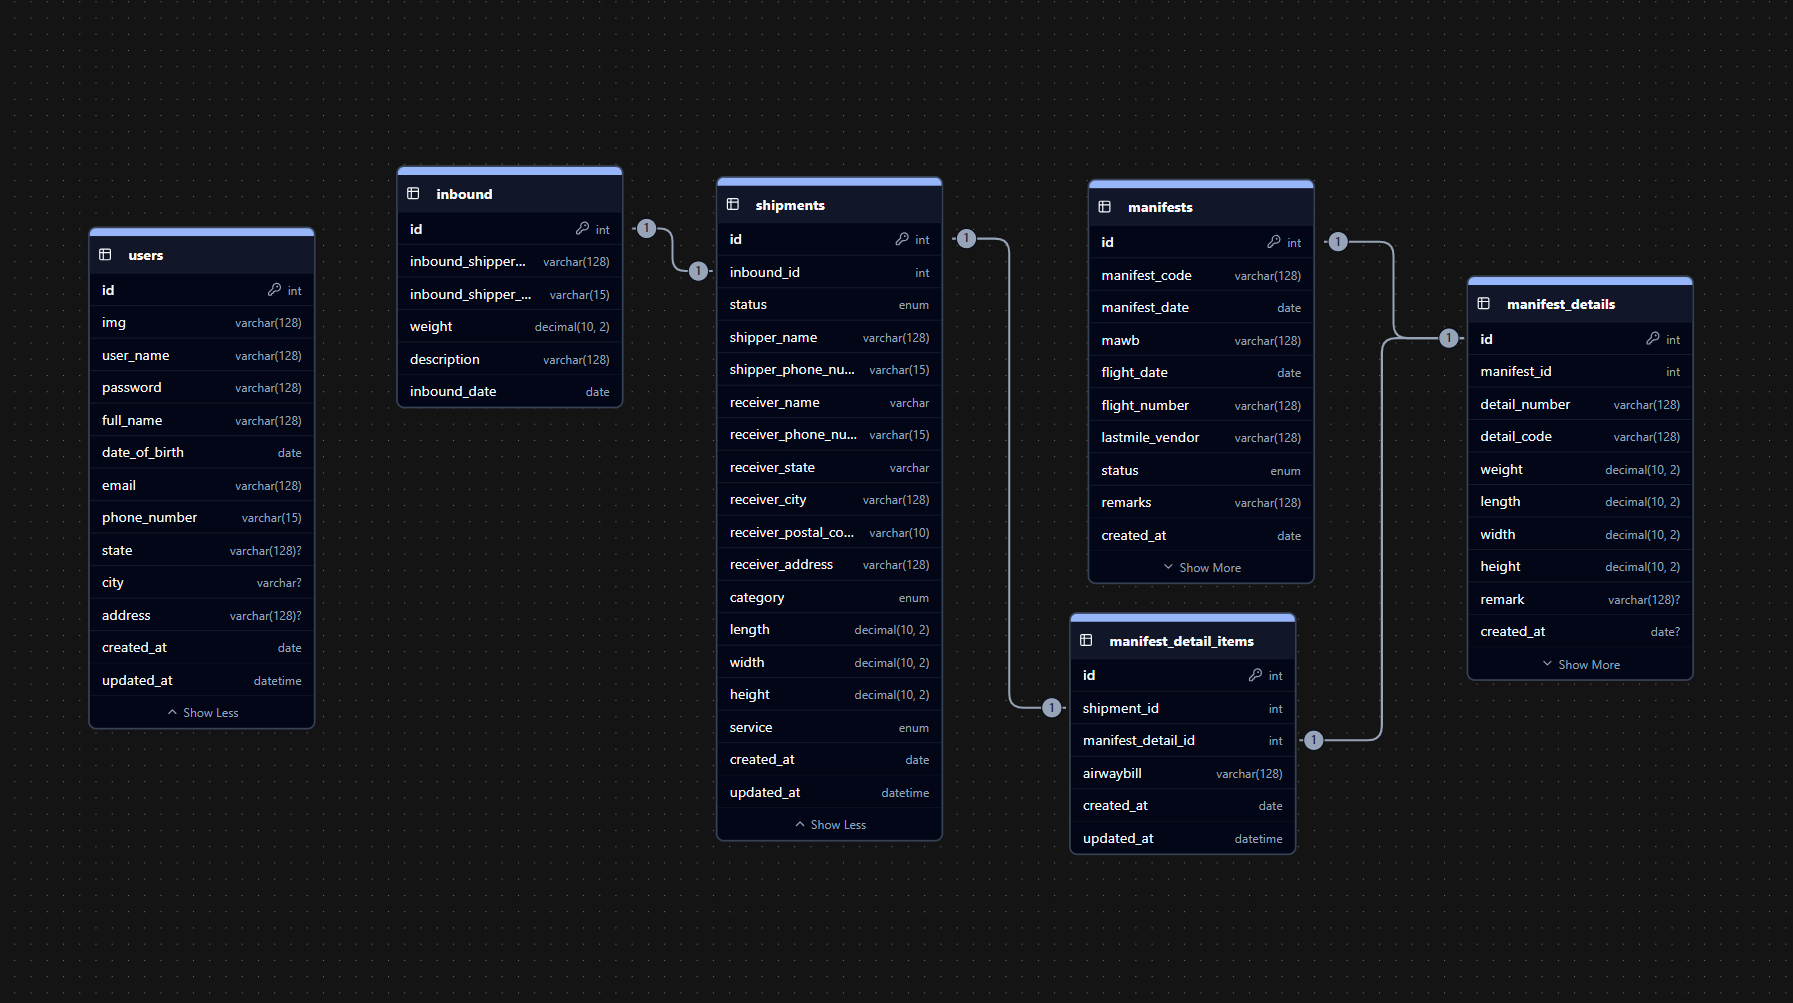 users
id int
img varchar(128)
user_name varchar(128)
password varchar(128)
full_name varchar(128)
date_of_birth date
email varchar(128)
phone_number varchar(15)
state varchar(128)?
city varchar?
address varchar(128)?
created_at date
updated_at datetime
Show Less
inbound
id int
inbound_shipper... varchar(128)
inbound_shipper_... varchar(15)
weight decimal(10, 2)
description varchar(128)
inbound_date date
1
1
shipments
id int
inbound_id int
status enum
shipper_name varchar(128)
shipper_phone_nu... varchar(15)
receiver_name varchar
receiver_phone_nu... varchar(15)
receiver_state varchar
receiver_city varchar(128)
receiver_postal_co... varchar(10)
receiver_address varchar(128)
category enum
length decimal(10, 2)
width decimal(10, 2)
height decimal(10, 2)
service enum
created_at date
updated_at datetime
Show Less
1
1
manifests
id int
manifest_code varchar(128)
manifest_date date
mawb varchar(128)
flight_date date
flight_number varchar(128)
lastmile_vendor varchar(128)
status enum
remarks varchar(128)
created_at date
Show More
1
1
manifest_detail_items
id int
shipment_id int
manifest_detail_id int
airwaybill varchar(128)
created_at date
updated_at datetime
1
manifest_details
id int
manifest_id int
detail_number varchar(128)
detail_code varchar(128)
weight decimal(10, 2)
length decimal(10, 2)
width decimal(10, 2)
height decimal(10, 2)
remark varchar(128)?
created_at date?
Show More